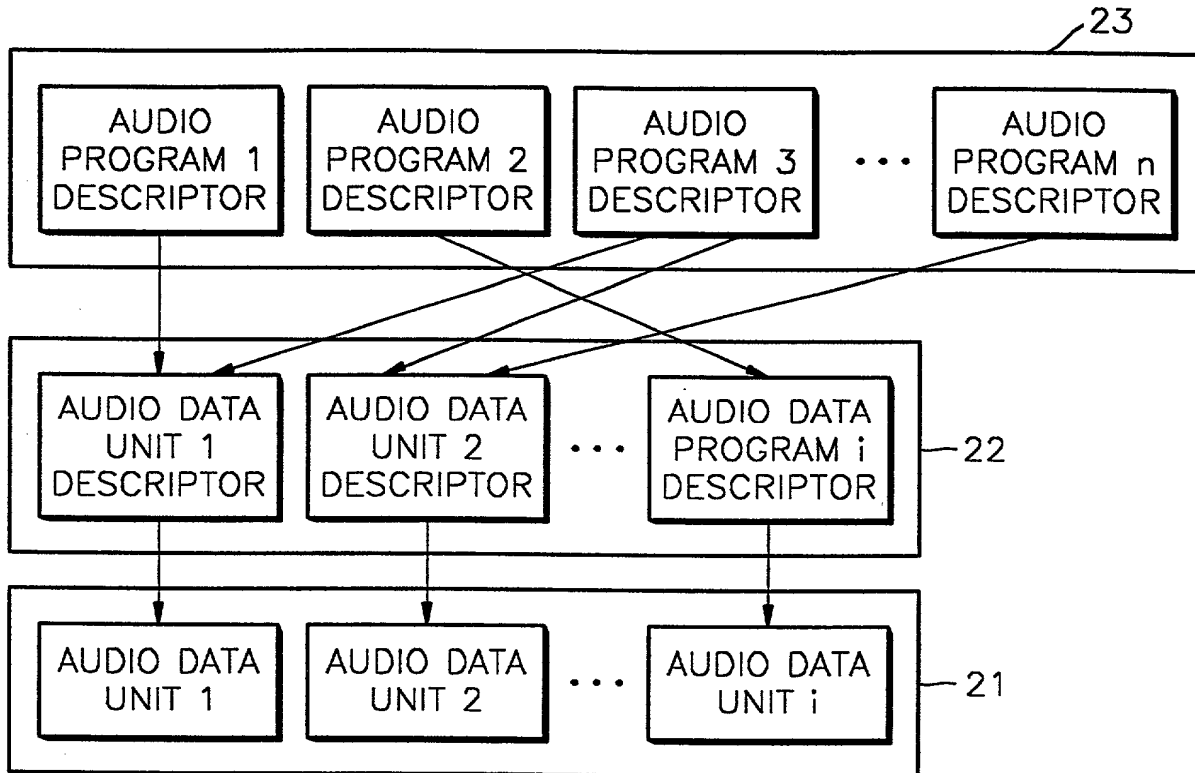 23
AUDIO
PROGRAM 1
DESCRIPTOR
AUDIO
PROGRAM 2
DESCRIPTOR
AUDIO
PROGRAM 3
DESCRIPTOR
...
AUDIO
PROGRAM n
DESCRIPTOR
AUDIO DATA
UNIT 1
DESCRIPTOR
AUDIO DATA
UNIT 2
DESCRIPTOR
...
AUDIO DATA
PROGRAM i
DESCRIPTOR
22
AUDIO DATA
UNIT 1
AUDIO DATA
UNIT 2
...
AUDIO DATA
UNIT i
21